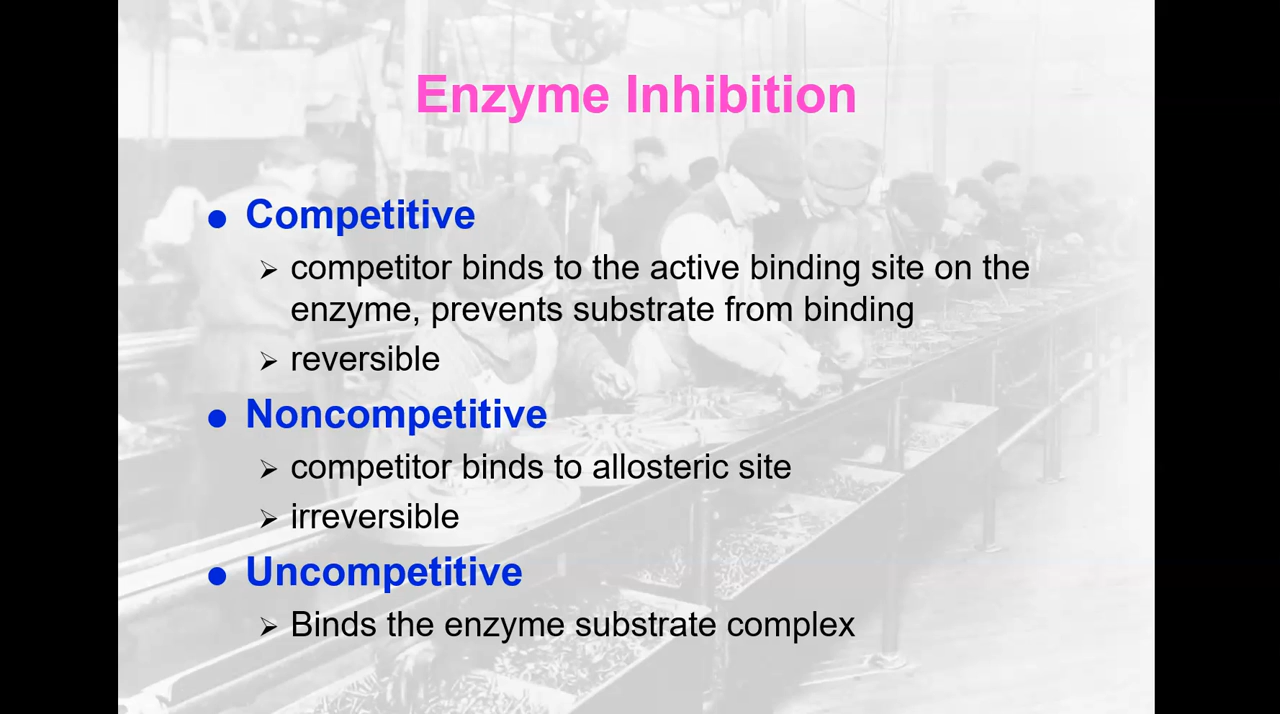 Enzyme Inhibition
● Competitive
➢ competitor binds to the active binding site on the
enzyme, prevents substrate from binding
➢ reversible
● Noncompetitive
➢ competitor binds to allosteric site
➢ irreversible
● Uncompetitive
➢ Binds the enzyme substrate complex